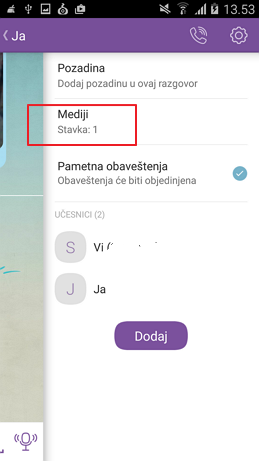 13.53
Ja
Pozadina
Dodaj pozadinu u ovaj razgovor
Mediji
Stavka: 1
Pametna obaveštenja
Obaveštenja će biti objedinjena
UČESNICI (2)
S
Vi
J
Ja
Dodaj